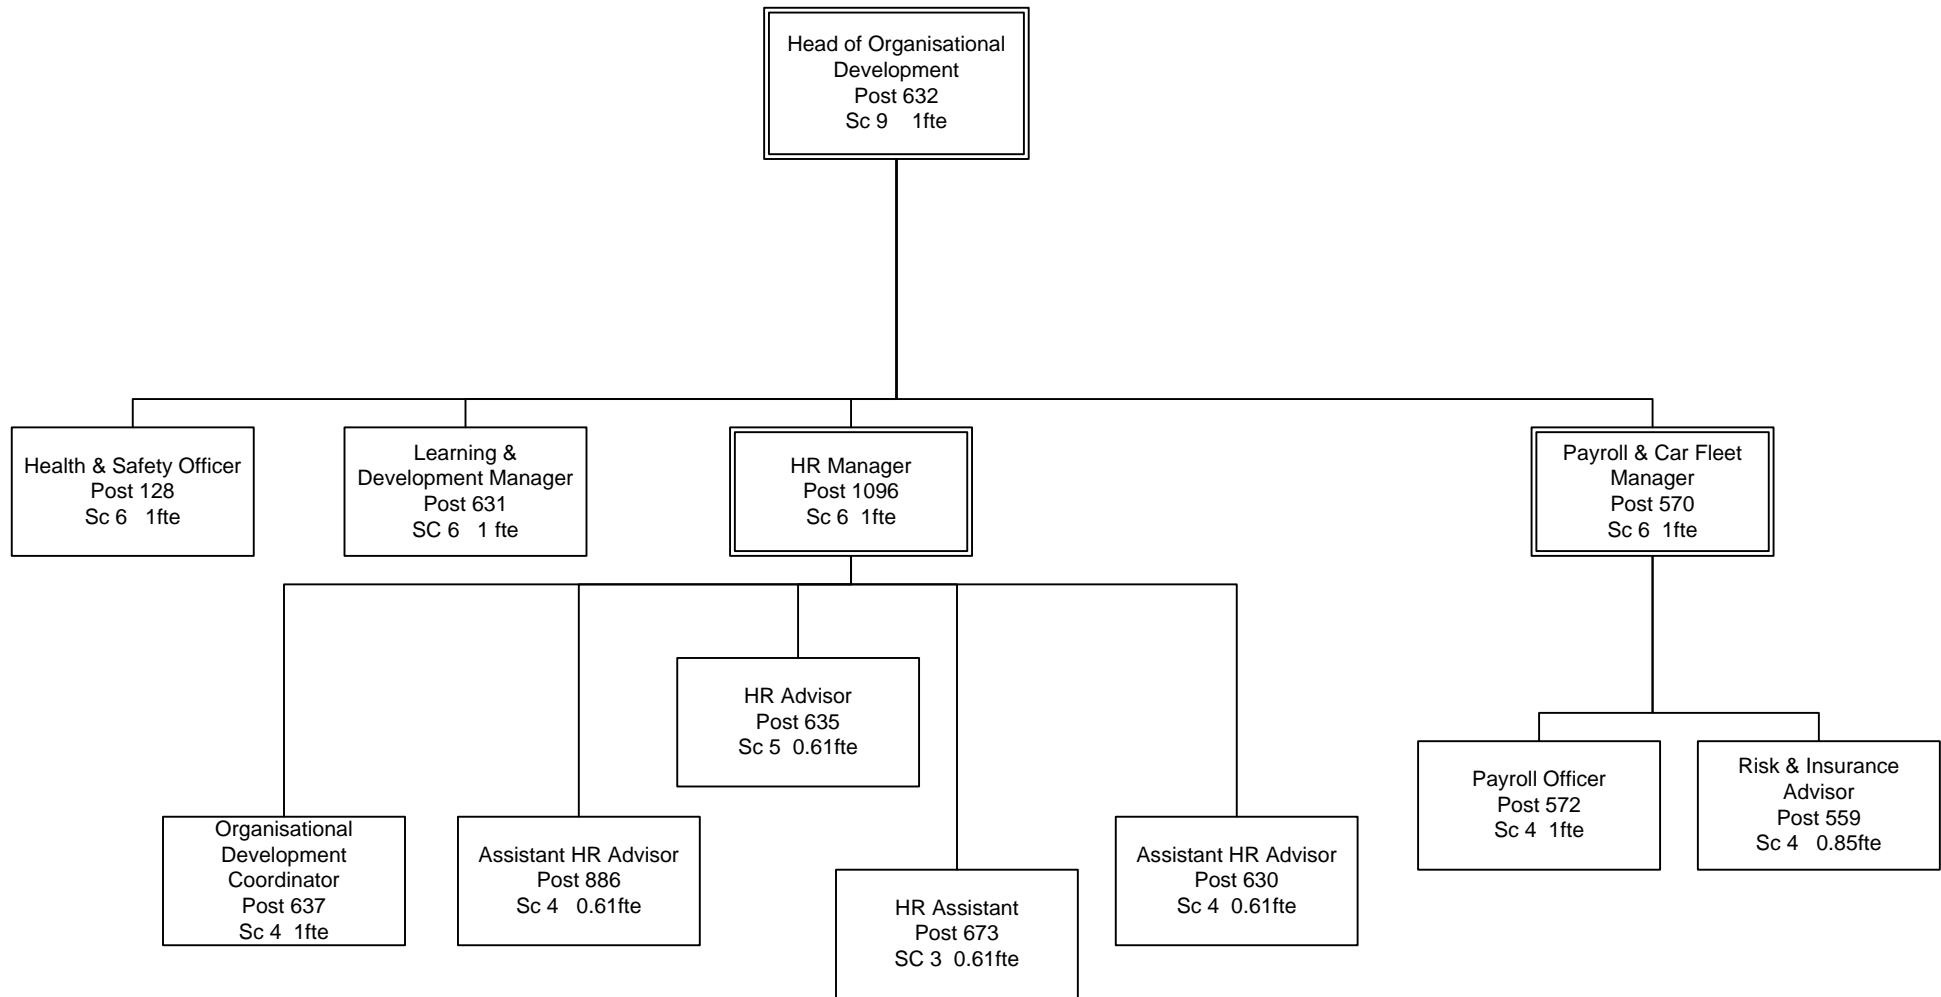 Head of Organisational
Development
Post 632
Sc 9    1fte
Health & Safety Officer
Post 128
Sc 6   1fte
Learning &
Development Manager
Post 631
SC 6   1 fte
HR Manager
Post 1096
Sc 6  1fte
Payroll & Car Fleet
Manager
Post 570
Sc 6  1fte
HR Advisor
Post 635
Sc 5  0.61fte
Organisational
Development
Coordinator
Post 637
Sc 4  1fte
Assistant HR Advisor
Post 886
Sc 4   0.61fte
HR Assistant
Post 673
SC 3  0.61fte
Assistant HR Advisor
Post 630
Sc 4  0.61fte
Payroll Officer
Post 572
Sc 4  1fte
Risk & Insurance
Advisor
Post 559
Sc 4   0.85fte